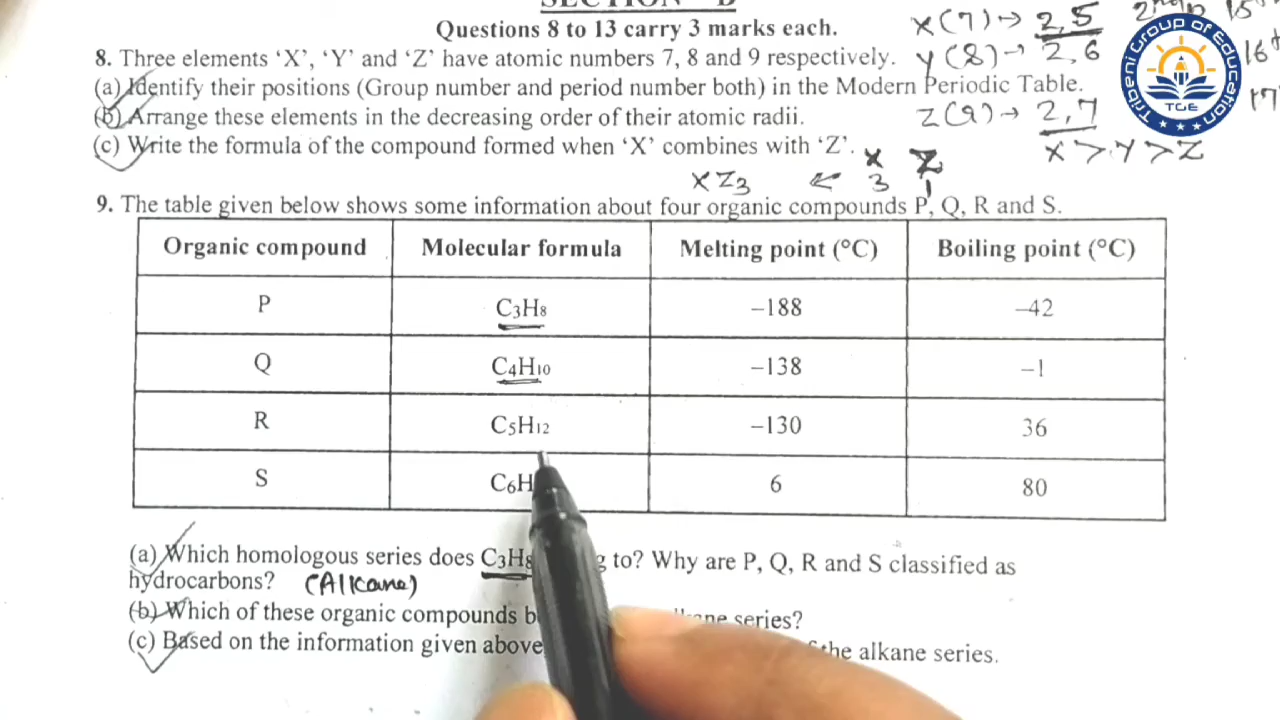 Questions 8 to 13 carry 3 marks each.
x(7) → 2,5
8. Three elements ‘X’, ‘Y’ and ‘Z’ have atomic numbers 7, 8 and 9 respectively.
y(8) → 2,6
(a) Identify their positions (Group number and period number both) in the Modern Periodic Table.
(b) Arrange these elements in the decreasing order of their atomic radii.
Z(9) → 2,7
(c) Write the formula of the compound formed when ‘X’ combines with ‘Z’.
X > Y > Z
X Z
XZ3 ← 3 1
Tribeni Group of Education
TGE
9. The table given below shows some information about four organic compounds P, Q, R and S.
Organic compound Molecular formula Melting point (°C) Boiling point (°C)
P C3H8 –188 –42
Q C4H10 –138 –1
R C5H12 –130 36
S C6H 6 80
(a) Which homologous series does C3H8 to? Why are P, Q, R and S classified as
hydrocarbons? (Alkane)
(b) Which of these organic compounds series?
(c) Based on the information given above the alkane series.